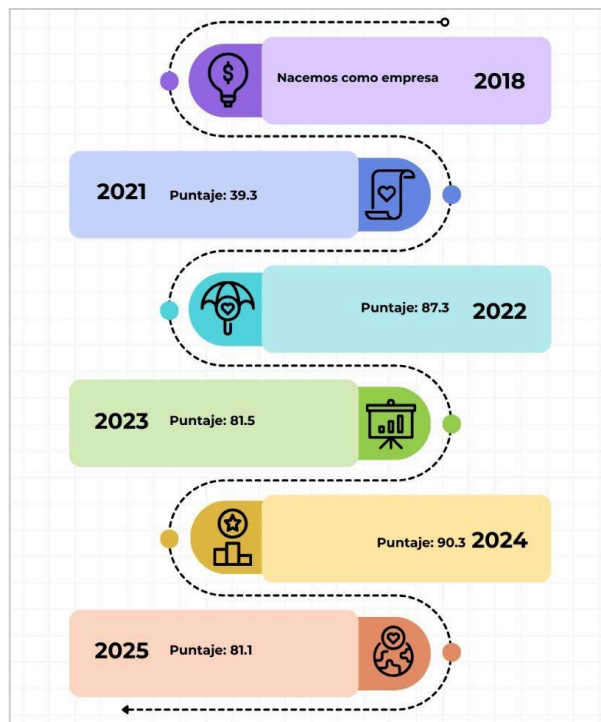 Nacemos como empresa 2018
2021 Puntaje: 39.3
Puntaje: 87.3 2022
2023 Puntaje: 81.5
Puntaje: 90.3 2024
2025 Puntaje: 81.1